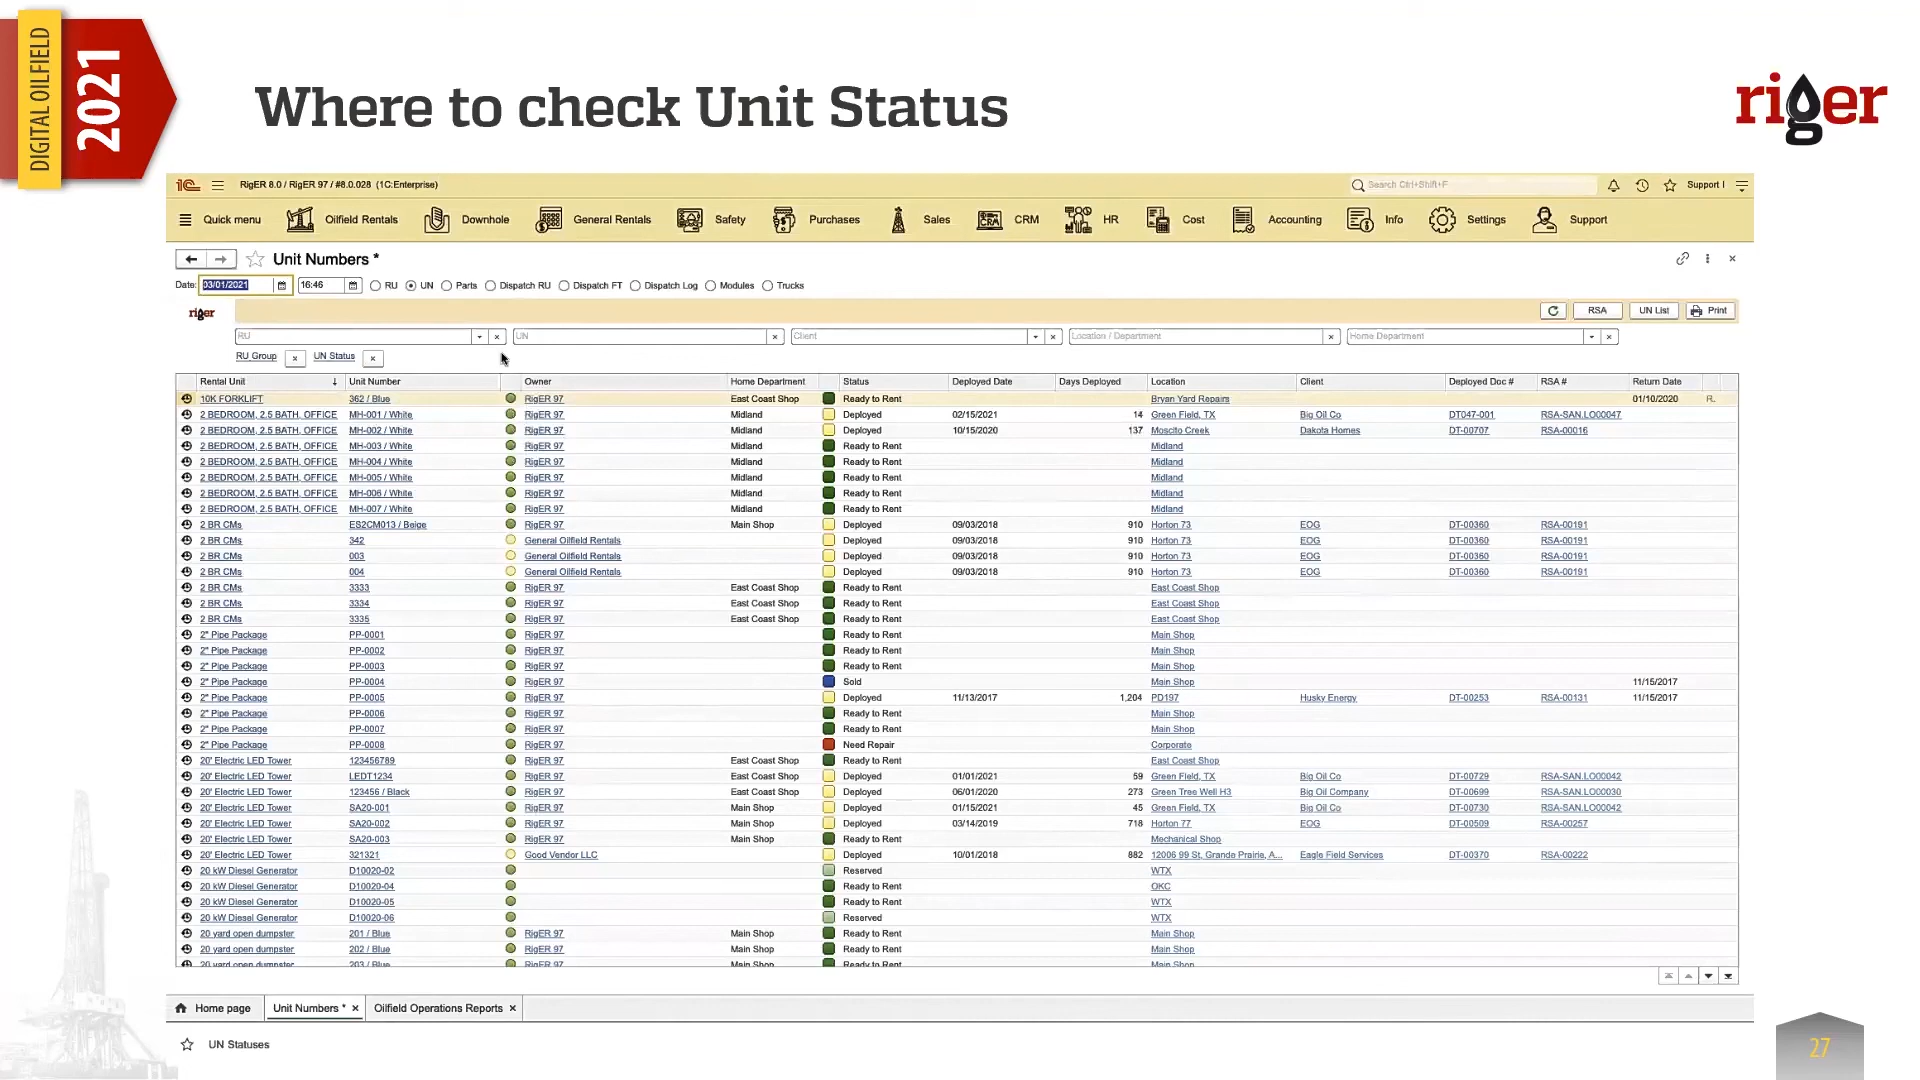 DIGITAL OILFIELD
2021
Where to check Unit Status
riger
1C RigER 8.0 / RigER 97 / #8.0.028 (1C:Enterprise) Search Ctrl+Shift+F Support I
Quick menu Oilfield Rentals Downhole General Rentals Safety Purchases Sales CRM HR Cost Accounting Info Settings Support
Unit Numbers *
Date: 03/01/2021 16:46 RU UN Parts Dispatch RU Dispatch FT Dispatch Log Modules Trucks
riger RSA UN List Print
RU UN Client Location / Department Home Department
RU Group × UN Status ×
Rental Unit ↓ Unit Number Owner Home Department Status Deployed Date Days Deployed Location Client Deployed Doc # RSA # Return Date
10K FORKLIFT 362 / Blue RigER 97 East Coast Shop Ready to Rent Bryan Yard Repairs 01/10/2020 R.
2 BEDROOM, 2.5 BATH, OFFICE MH-001 / White RigER 97 Midland Deployed 02/15/2021 14 Green Field, TX Big Oil Co DT047-001 RSA-SAN.LO00047
2 BEDROOM, 2.5 BATH, OFFICE MH-002 / White RigER 97 Midland Deployed 10/15/2020 137 Moscito Creek Dakota Homes DT-00707 RSA-00016
2 BEDROOM, 2.5 BATH, OFFICE MH-003 / White RigER 97 Midland Ready to Rent Midland
2 BEDROOM, 2.5 BATH, OFFICE MH-004 / White RigER 97 Midland Ready to Rent Midland
2 BEDROOM, 2.5 BATH, OFFICE MH-005 / White RigER 97 Midland Ready to Rent Midland
2 BEDROOM, 2.5 BATH, OFFICE MH-006 / White RigER 97 Midland Ready to Rent Midland
2 BEDROOM, 2.5 BATH, OFFICE MH-007 / White RigER 97 Midland Ready to Rent Midland
2 BR CMs ES2CM013 / Beige RigER 97 Main Shop Deployed 09/03/2018 910 Horton 73 EOG DT-00360 RSA-00191
2 BR CMs 342 General Oilfield Rentals Deployed 09/03/2018 910 Horton 73 EOG DT-00360 RSA-00191
2 BR CMs 003 General Oilfield Rentals Deployed 09/03/2018 910 Horton 73 EOG DT-00360 RSA-00191
2 BR CMs 004 General Oilfield Rentals Deployed 09/03/2018 910 Horton 73 EOG DT-00360 RSA-00191
2 BR CMs 3333 RigER 97 East Coast Shop Ready to Rent East Coast Shop
2 BR CMs 3334 RigER 97 East Coast Shop Ready to Rent East Coast Shop
2 BR CMs 3335 RigER 97 East Coast Shop Ready to Rent East Coast Shop
2" Pipe Package PP-0001 RigER 97 Ready to Rent Main Shop
2" Pipe Package PP-0002 RigER 97 Ready to Rent Main Shop
2" Pipe Package PP-0003 RigER 97 Ready to Rent Main Shop
2" Pipe Package PP-0004 RigER 97 Sold Main Shop 11/15/2017
2" Pipe Package PP-0005 RigER 97 Deployed 11/13/2017 1,204 PD197 Husky Energy DT-00253 RSA-00131 11/15/2017
2" Pipe Package PP-0006 RigER 97 Ready to Rent Main Shop
2" Pipe Package PP-0007 RigER 97 Ready to Rent Main Shop
2" Pipe Package PP-0008 RigER 97 Need Repair Corporate
20' Electric LED Tower 123456789 RigER 97 East Coast Shop Ready to Rent East Coast Shop
20' Electric LED Tower LEDT1234 RigER 97 East Coast Shop Deployed 01/01/2021 59 Green Field, TX Big Oil Co DT-00729 RSA-SAN.LO00042
20' Electric LED Tower 123456 / Black RigER 97 East Coast Shop Deployed 06/01/2020 273 Green Tree Well H3 Big Oil Company DT-00699 RSA-SAN.LO00030
20' Electric LED Tower SA20-001 RigER 97 Main Shop Deployed 01/15/2021 45 Green Field, TX Big Oil Co DT-00730 RSA-SAN.LO00042
20' Electric LED Tower SA20-002 RigER 97 Main Shop Deployed 03/14/2019 718 Horton 77 EOG DT-00509 RSA-00257
20' Electric LED Tower SA20-003 RigER 97 Main Shop Ready to Rent Mechanical Shop
20' Electric LED Tower 321321 Good Vendor LLC Deployed 10/01/2018 882 12006 99 St, Grande Prairie, A... Eagle Field Services DT-00370 RSA-00222
20 kW Diesel Generator D10020-02 Reserved WTX
20 kW Diesel Generator D10020-04 Ready to Rent OKC
20 kW Diesel Generator D10020-05 Ready to Rent WTX
20 kW Diesel Generator D10020-06 Reserved WTX
20 yard open dumpster 201 / Blue RigER 97 Main Shop Ready to Rent Main Shop
20 yard open dumpster 202 / Blue RigER 97 Main Shop Ready to Rent Main Shop
20 yard open dumpster 203 / Blue RigER 97 Main Shop Ready to Rent Main Shop
Home page Unit Numbers * × Oilfield Operations Reports ×
UN Statuses
27